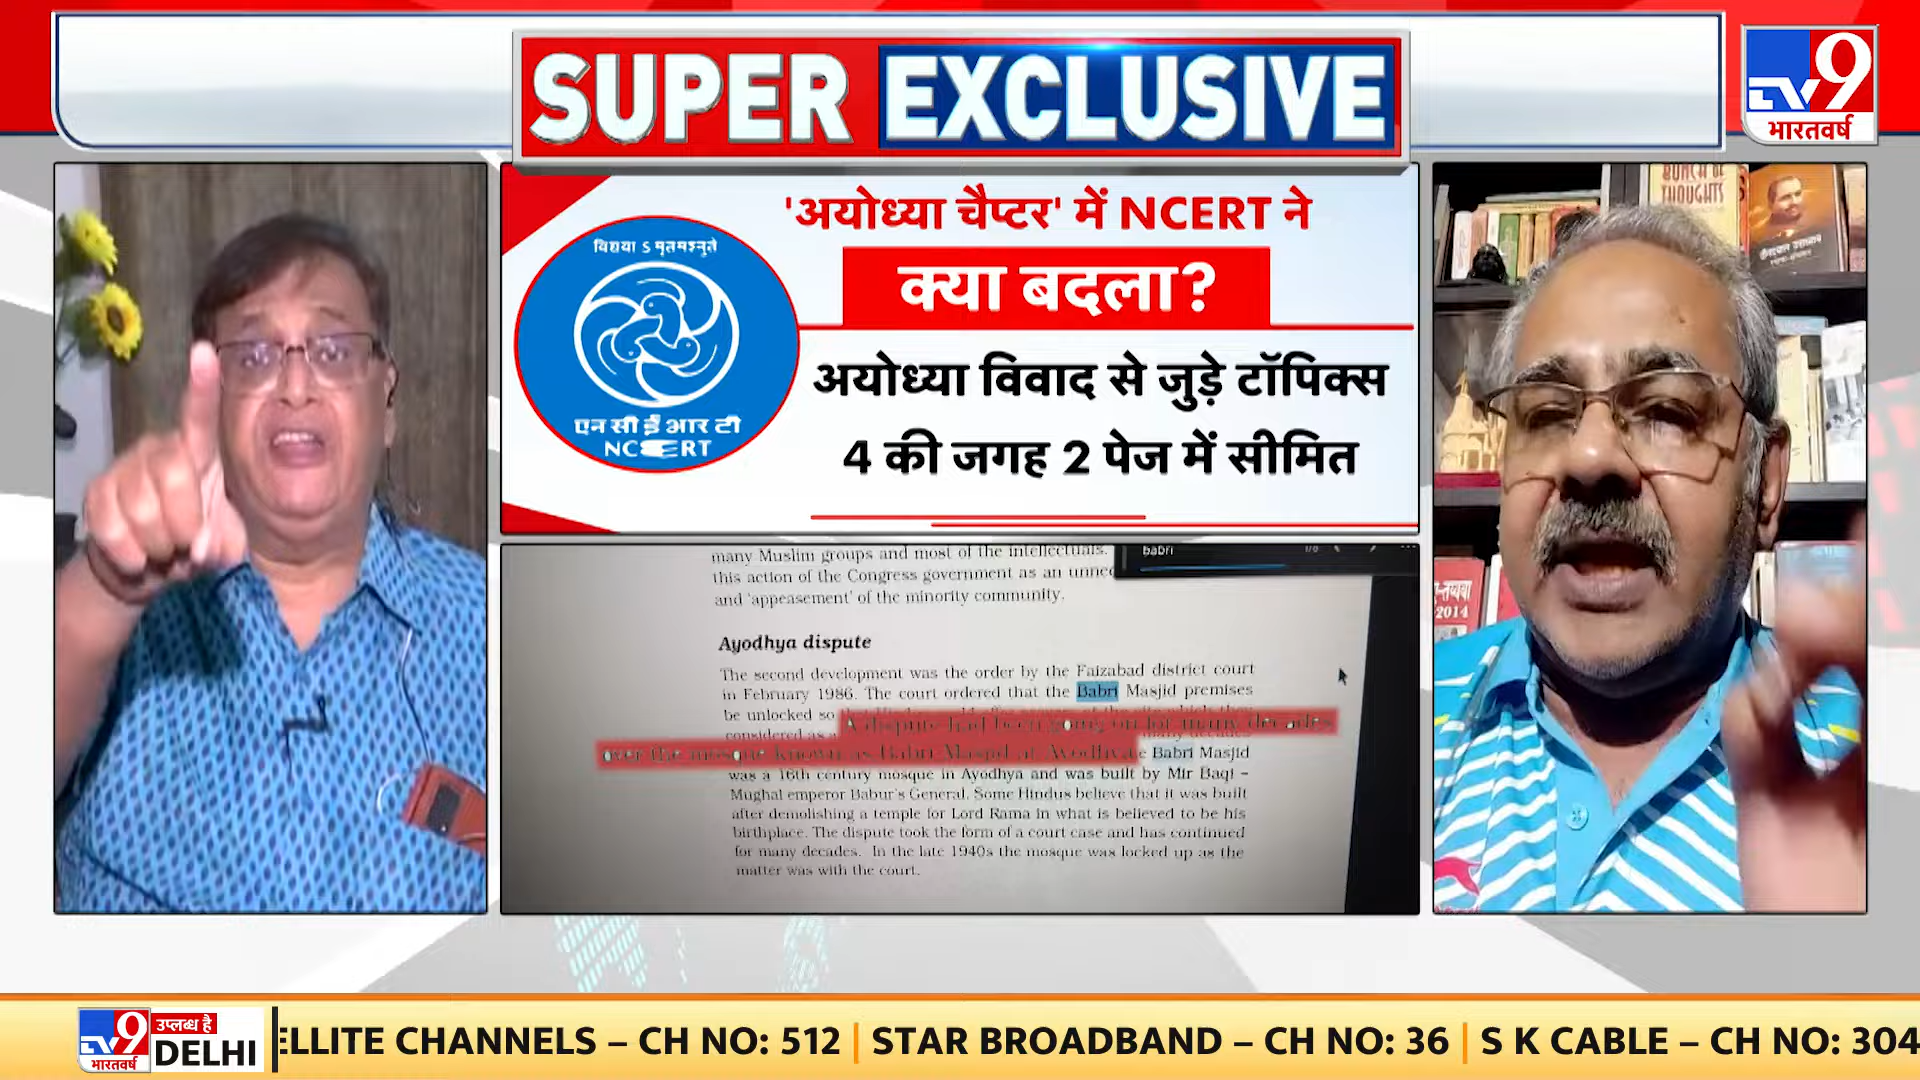 SUPER EXCLUSIVE
TV9
भारतवर्ष
'अयोध्या चैप्टर' में NCERT ने
क्या बदला?
अयोध्या विवाद से जुड़े टॉपिक्स
4 की जगह 2 पेज में सीमित
विद्यया S मृतमश्नुते
एन सी ई आर टी
NCERT
BUNCH OF
THOUGHTS
2014
many Muslim groups and most of the intellectuals.
this action of the Congress government as an
and 'appeasement' of the minority community.
babri
Ayodhya dispute
The second development was the order by the Faizabad district court
in February 1986. The court ordered that the Babri Masjid premises
be unlocked so
considered as a
A dispute had been going on for many decades
over the mosque known as Babri Masjid at Ayodhya.
e Babri Masjid
was a 16th century mosque in Ayodhya and was built by Mir Baqi –
Mughal emperor Babur's General. Some Hindus believe that it was built
after demolishing a temple for Lord Rama in what is believed to be his
birthplace. The dispute took the form of a court case and has continued
for many decades. In the late 1940s the mosque was locked up as the
matter was with the court.
TV9
भारतवर्ष
उप्लब्ध है
DELHI
ELLITE CHANNELS – CH NO: 512 | STAR BROADBAND – CH NO: 36 | S K CABLE – CH NO: 304